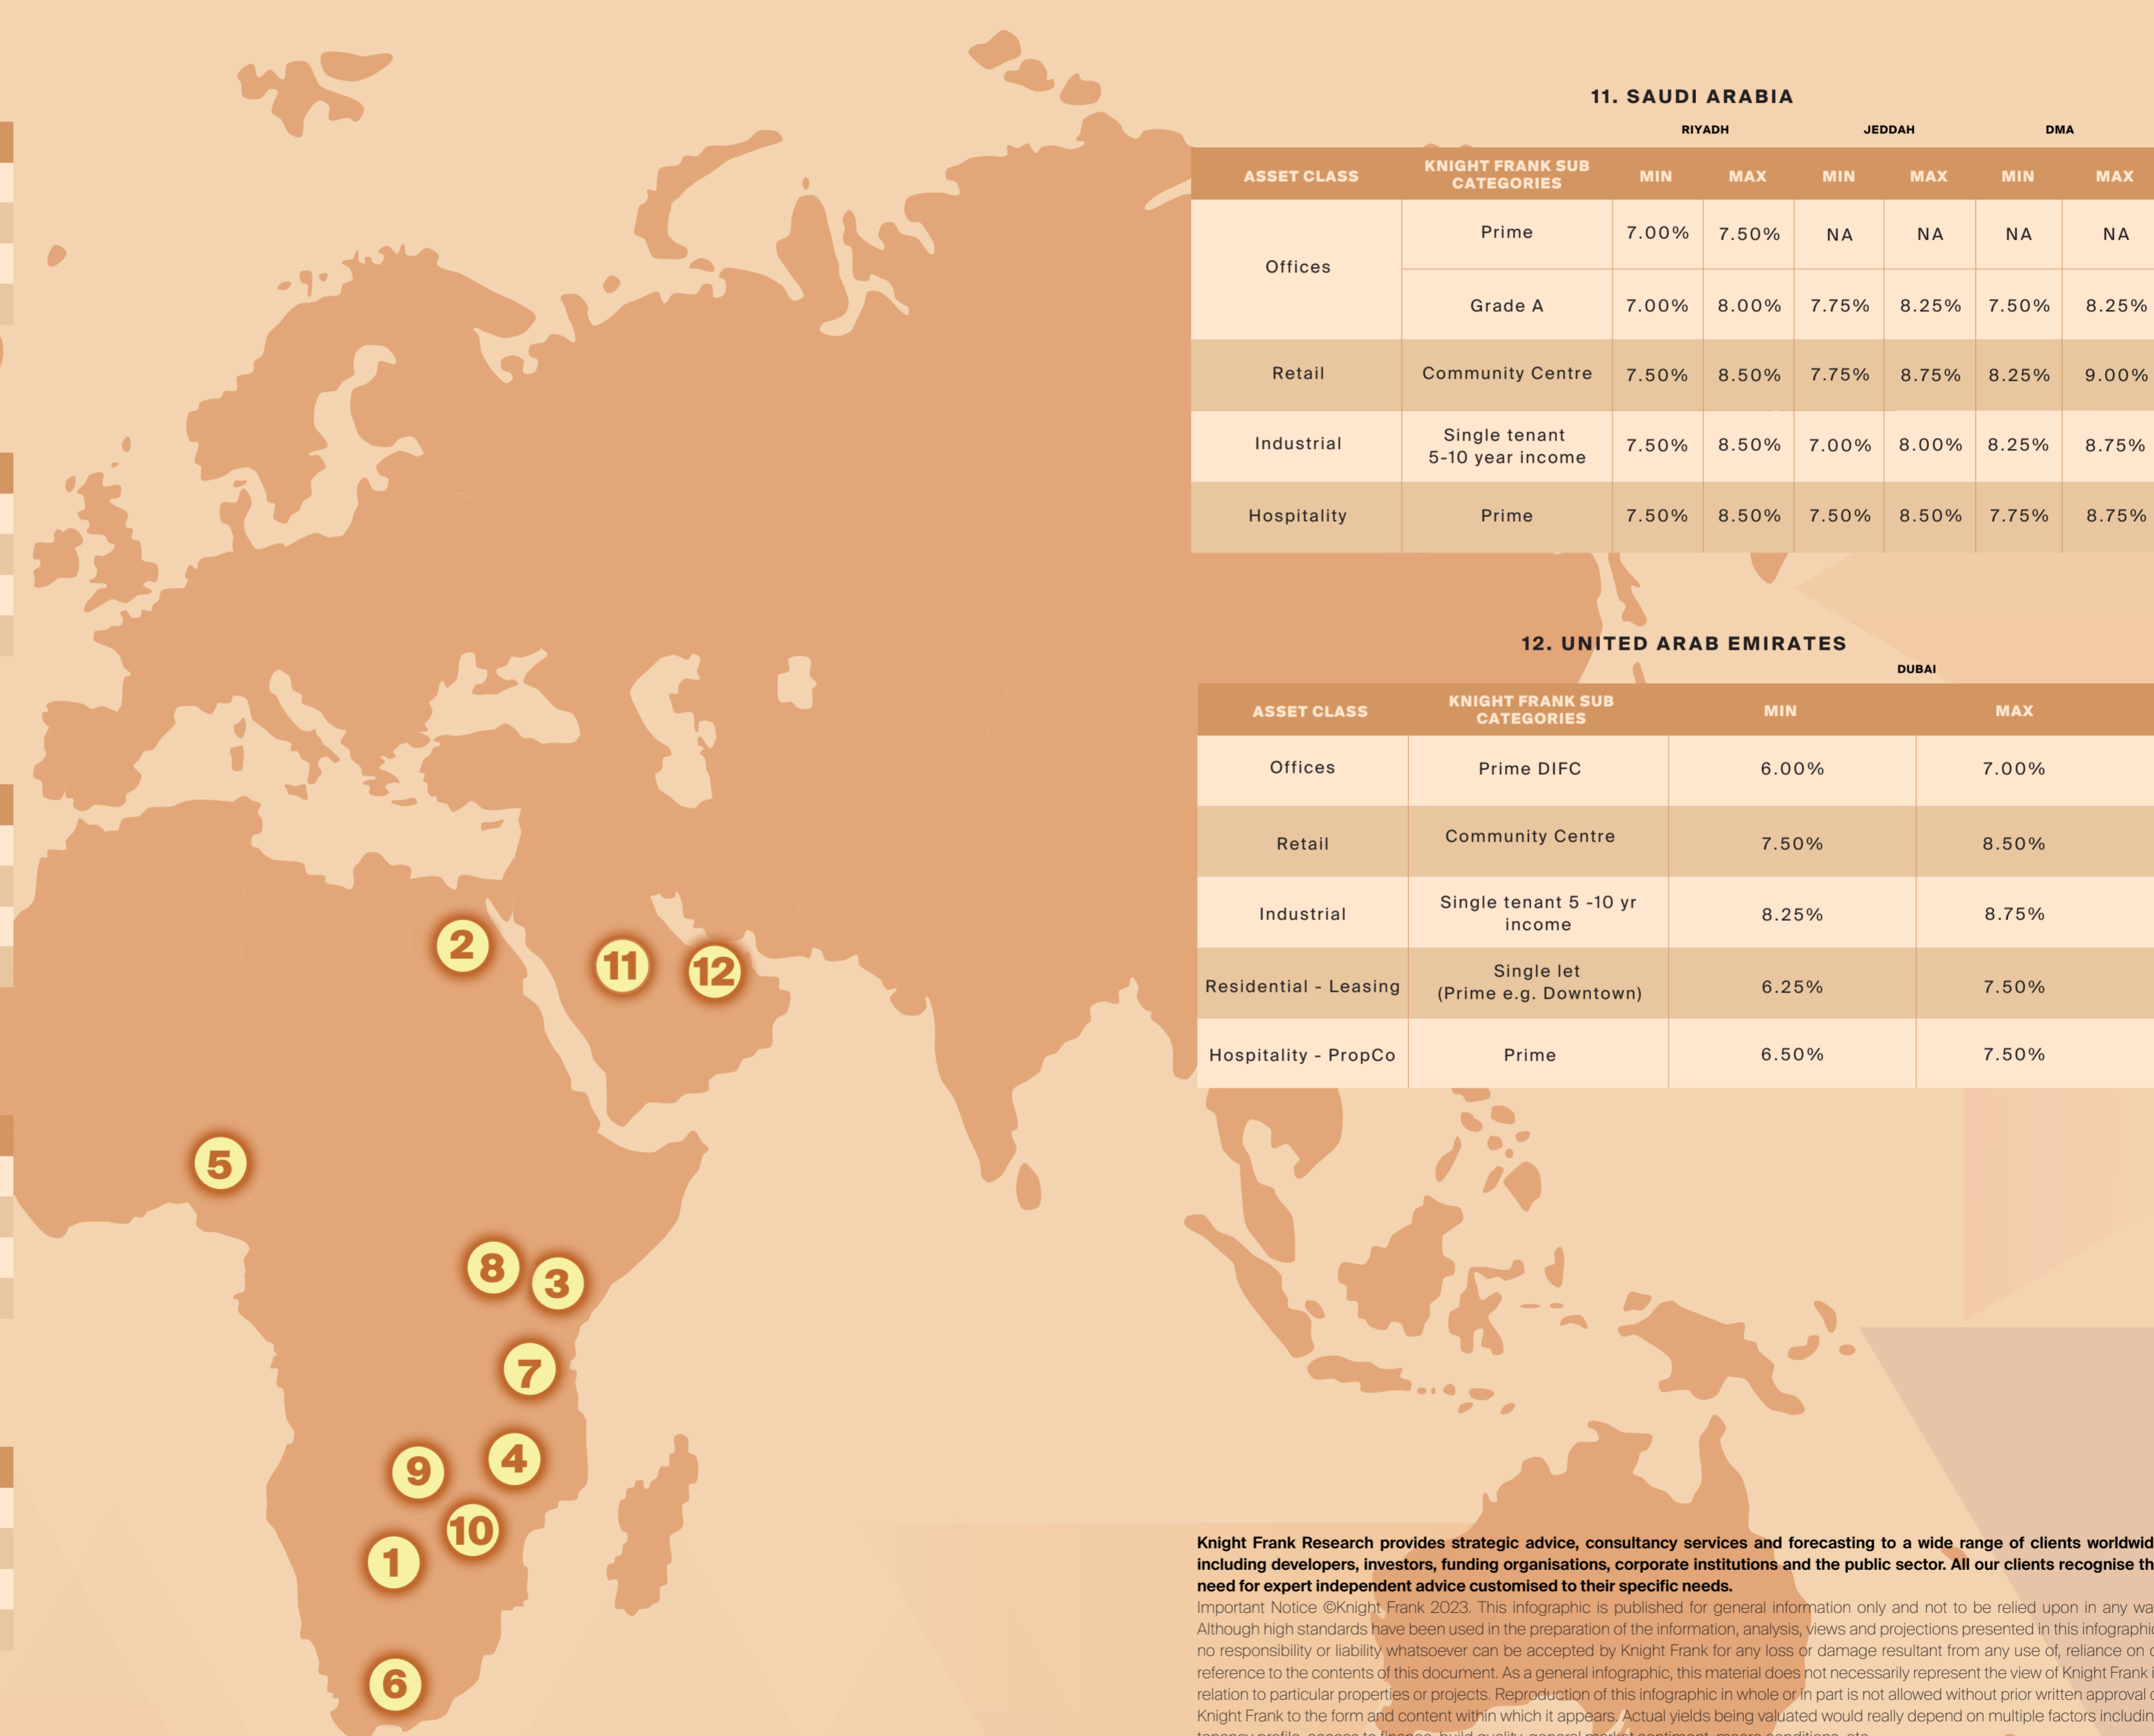 11. SAUDI ARABIA
RIYADH JEDDAH DMA
ASSET CLASS KNIGHT FRANK SUB CATEGORIES MIN MAX MIN MAX MIN MAX
Offices Prime 7.00% 7.50% NA NA NA NA
Grade A 7.00% 8.00% 7.75% 8.25% 7.50% 8.25%
Retail Community Centre 7.50% 8.50% 7.75% 8.75% 8.25% 9.00%
Industrial Single tenant 5-10 year income 7.50% 8.50% 7.00% 8.00% 8.25% 8.75%
Hospitality Prime 7.50% 8.50% 7.50% 8.50% 7.75% 8.75%
12. UNITED ARAB EMIRATES
DUBAI
ASSET CLASS KNIGHT FRANK SUB CATEGORIES MIN MAX
Offices Prime DIFC 6.00% 7.00%
Retail Community Centre 7.50% 8.50%
Industrial Single tenant 5 -10 yr income 8.25% 8.75%
Residential - Leasing Single let (Prime e.g. Downtown) 6.25% 7.50%
Hospitality - PropCo Prime 6.50% 7.50%
2
11
12
5
8
3
7
4
9
10
1
6
Knight Frank Research provides strategic advice, consultancy services and forecasting to a wide range of clients worldwid
including developers, investors, funding organisations, corporate institutions and the public sector. All our clients recognise th
need for expert independent advice customised to their specific needs.
Important Notice ©Knight Frank 2023. This infographic is published for general information only and not to be relied upon in any wa
Although high standards have been used in the preparation of the information, analysis, views and projections presented in this infographi
no responsibility or liability whatsoever can be accepted by Knight Frank for any loss or damage resultant from any use of, reliance on o
reference to the contents of this document. As a general infographic, this material does not necessarily represent the view of Knight Frank i
relation to particular properties or projects. Reproduction of this infographic in whole or in part is not allowed without prior written approval o
Knight Frank to the form and content within which it appears. Actual yields being valuated would really depend on multiple factors includin
tenancy profile, access to finance, build quality, general market sentiment, macro conditions, etc.